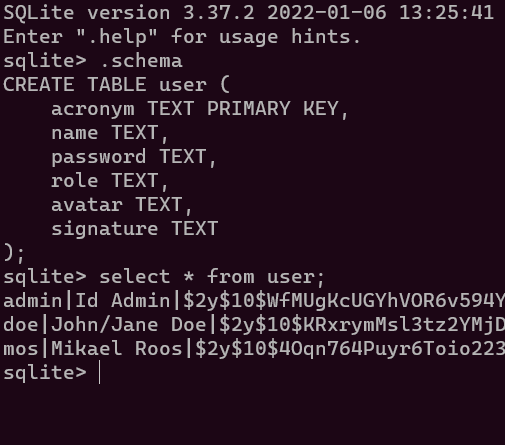 SQLite version 3.37.2 2022-01-06 13:25:41
Enter ".help" for usage hints.
sqlite> .schema
CREATE TABLE user (
    acronym TEXT PRIMARY KEY,
    name TEXT,
    password TEXT,
    role TEXT,
    avatar TEXT,
    signature TEXT
);
sqlite> select * from user;
admin|Id Admin|$2y$10$WfMUgKcUGYhVOR6v594Y
doe|John/Jane Doe|$2y$10$KRxrymMsl3tz2YMjD
mos|Mikael Roos|$2y$10$4Oqn764Puyr6Toio223
sqlite>